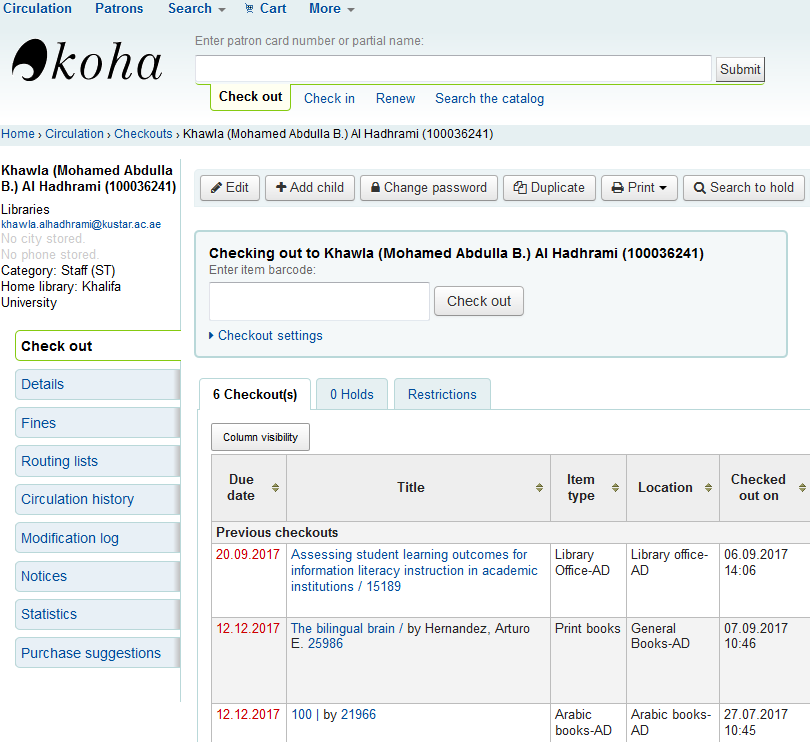 Circulation Patrons Search Cart More
koha
Enter patron card number or partial name:
Submit
Check out Check in Renew Search the catalog
Home › Circulation › Checkouts › Khawla (Mohamed Abdulla B.) Al Hadhrami (100036241)
Khawla (Mohamed Abdulla
B.) Al Hadhrami (100036241)
Libraries
khawla.alhadhrami@kustar.ac.ae
No city stored.
No phone stored.
Category: Staff (ST)
Home library: Khalifa
University
Check out
Details
Fines
Routing lists
Circulation history
Modification log
Notices
Statistics
Purchase suggestions
Edit Add child Change password Duplicate Print Search to hold
Checking out to Khawla (Mohamed Abdulla B.) Al Hadhrami (100036241)
Enter item barcode:
Check out
Checkout settings
6 Checkout(s) 0 Holds Restrictions
Column visibility
Due date Title Item type Location Checked out on
Previous checkouts
20.09.2017 Assessing student learning outcomes for Library Library office- 06.09.2017
information literacy instruction in academic Office-AD AD 14:06
institutions / 15189
12.12.2017 The bilingual brain / by Hernandez, Arturo Print books General 07.09.2017
E. 25986 Books-AD 10:46
12.12.2017 100 | by 21966 Arabic Arabic books- 27.07.2017
books-AD AD 10:45